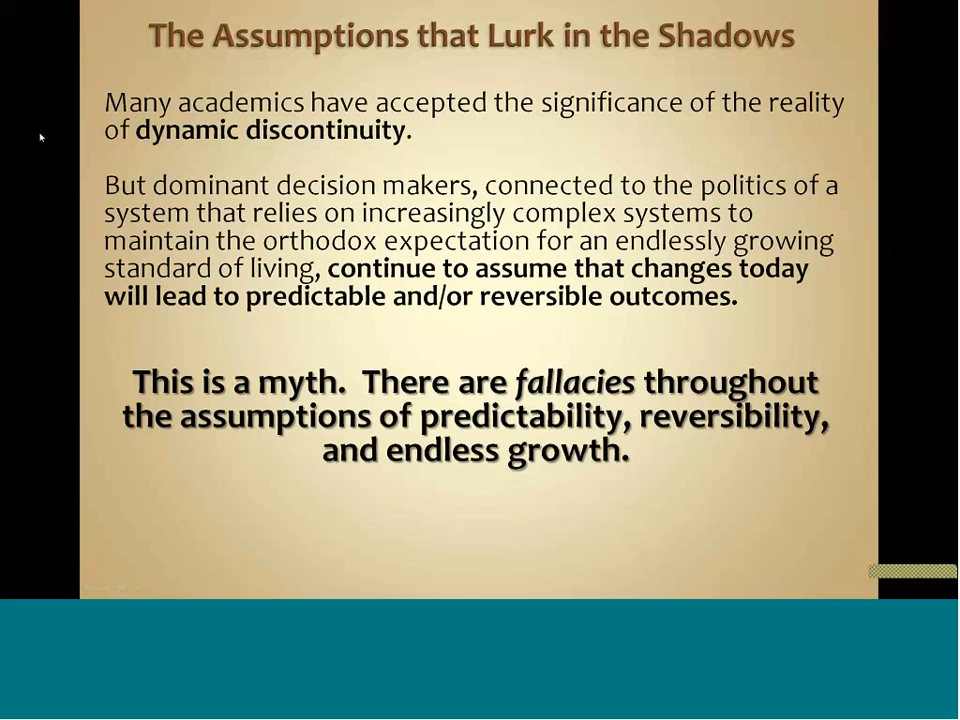 The Assumptions that Lurk in the Shadows
Many academics have accepted the significance of the reality
of dynamic discontinuity.
But dominant decision makers, connected to the politics of a
system that relies on increasingly complex systems to
maintain the orthodox expectation for an endlessly growing
standard of living, continue to assume that changes today
will lead to predictable and/or reversible outcomes.
This is a myth. There are fallacies throughout
the assumptions of predictability, reversibility,
and endless growth.